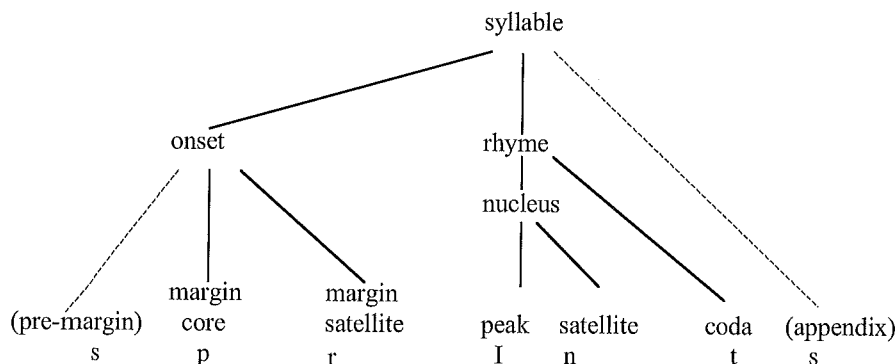 syllable
onset
rhyme
nucleus
margin margin
(pre-margin) core satellite peak satellite coda (appendix)
s p r I n t s